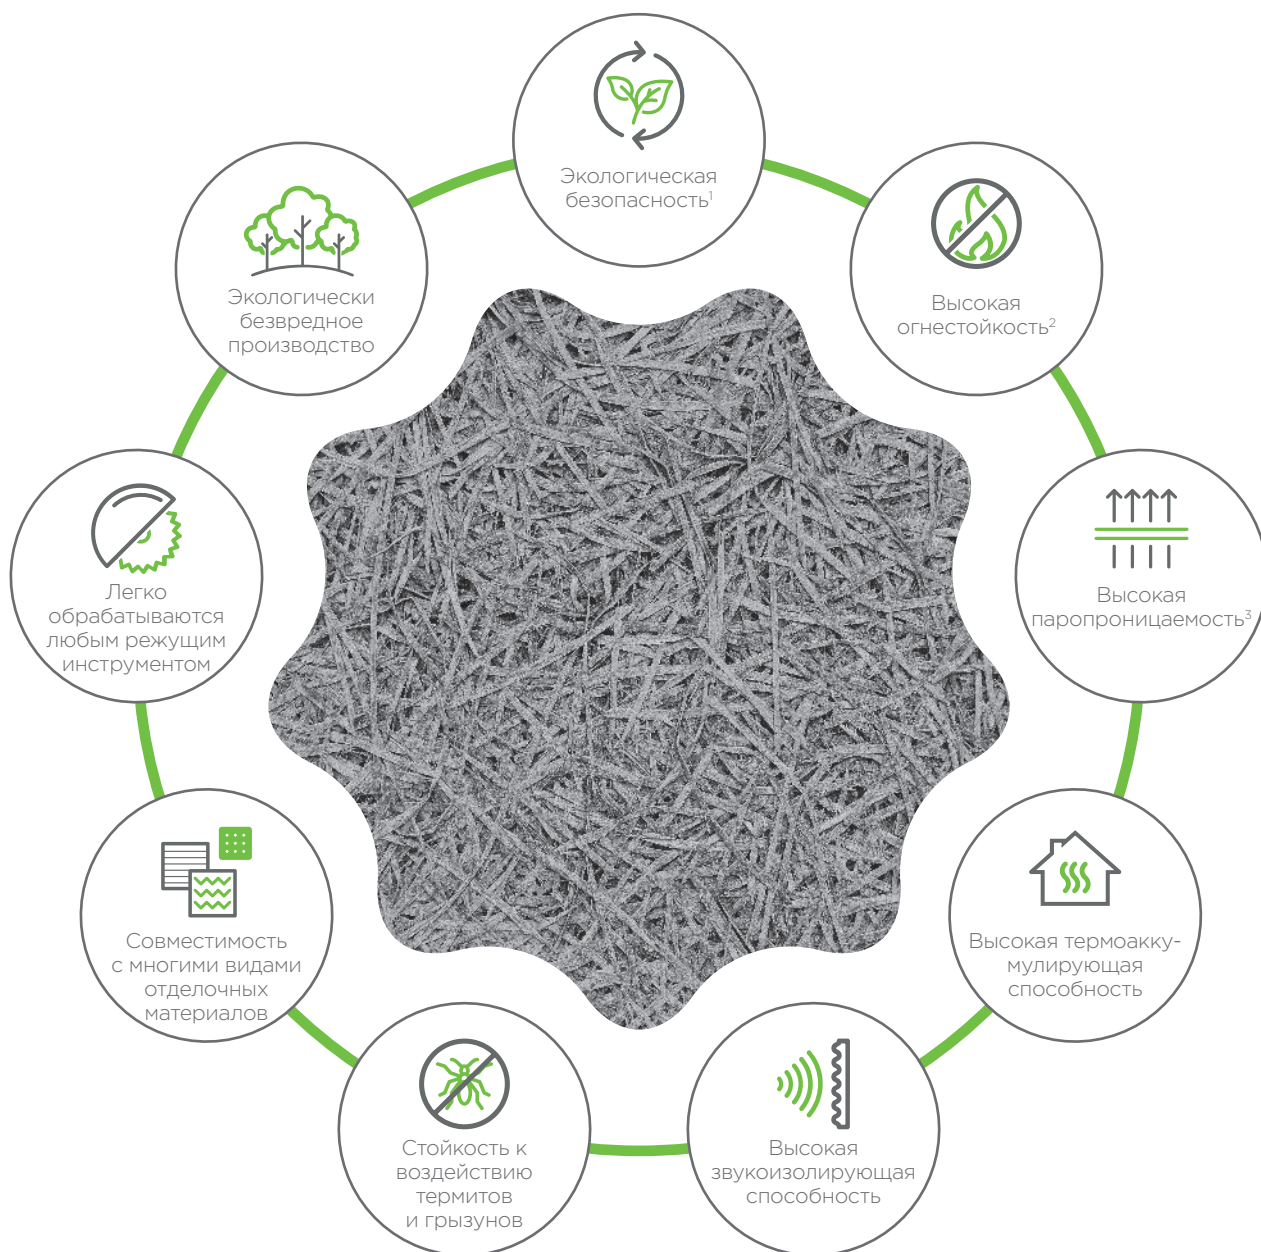 Экологическая
безопасность¹
Высокая
огнестойкость²
Высокая
паропроницаемость³
Высокая термоакку-
мулирующая
способность
Высокая
звукоизолирующая
способность
Стойкость к
воздействию
термитов
и грызунов
Совместимость
с многими видами
отделочных
материалов
Легко
обрабатываются
любым режущим
инструментом
Экологически
безвредное
производство